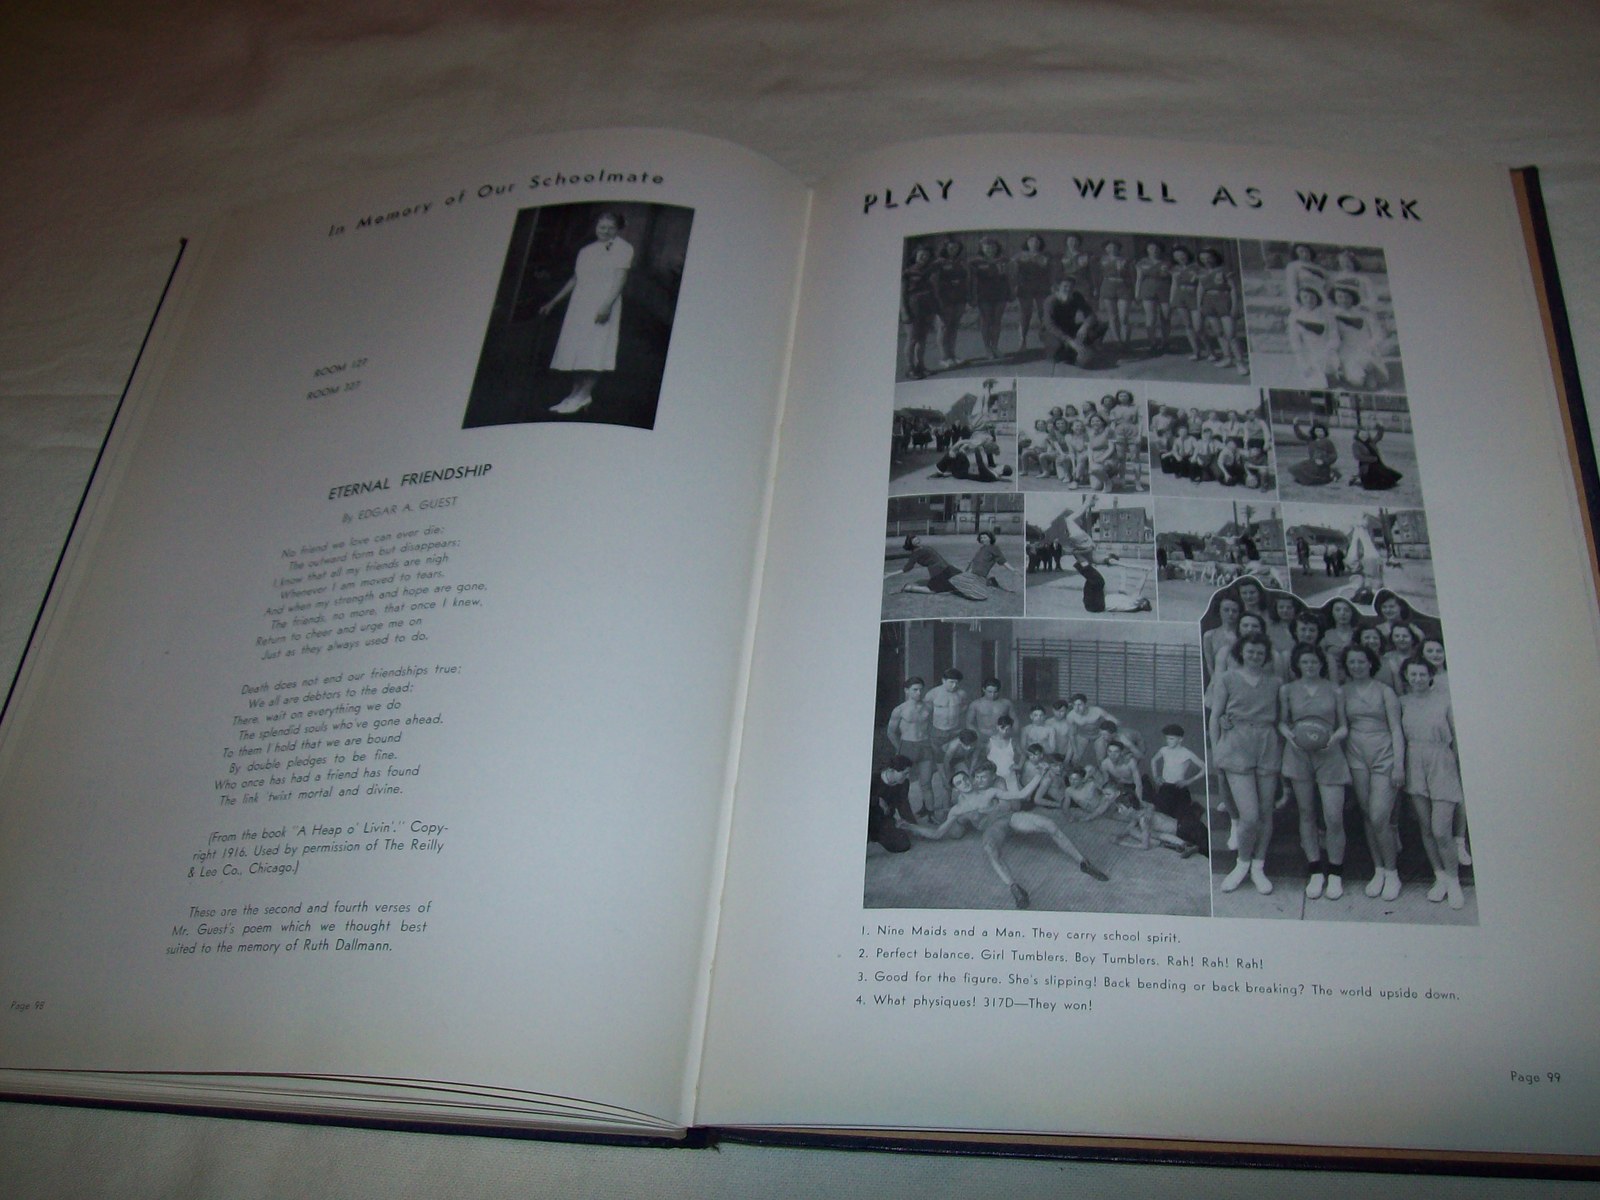 In Memory of Our Schoolmate
ROOM 129
ROOM 327
ETERNAL FRIENDSHIP
By EDGAR A. GUEST
No friend we love can ever die;
The outward form but disappears;
I know that all my friends are nigh
Whenever I am moved to tears.
And when my strength and hope are gone,
The friends, no more, that once I knew,
Return to cheer and urge me on
Just as they always used to do.
Death does not end our friendships true;
We all are debtors to the dead;
There, wait on everything we do
The splendid souls who've gone ahead.
To them I hold that we are bound
By double pledges to be fine.
Who once has had a friend has found
The link 'twixt mortal and divine.
(From the book "A Heap o' Livin'." Copy-
right 1916. Used by permission of The Reilly
& Lee Co., Chicago.)
These are the second and fourth verses of
Mr. Guest's poem which we thought best
suited to the memory of Ruth Dallmann.
Page 98
PLAY AS WELL AS WORK
1. Nine Maids and a Man. They carry school spirit.
2. Perfect balance. Girl Tumblers. Boy Tumblers. Rah! Rah! Rah!
3. Good for the figure. She's slipping! Back bending or back breaking? The world upside down.
4. What physiques! 317D—They won!
Page 99